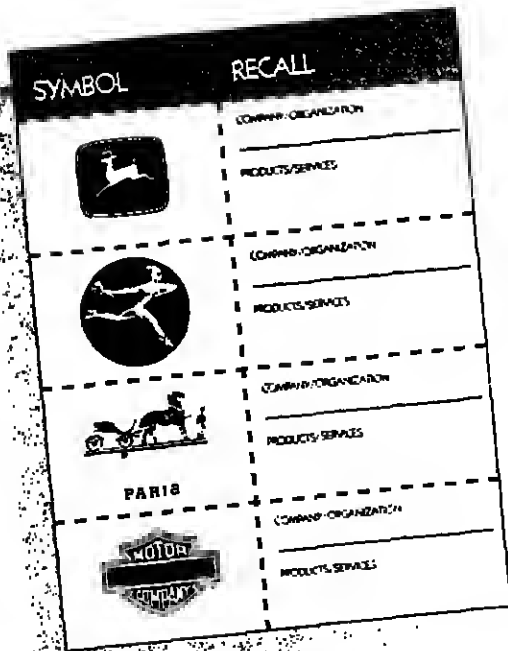 SYMBOL RECALL
COMPANY/ORGANIZATION
PRODUCTS/SERVICES
COMPANY/ORGANIZATION
PRODUCTS/SERVICES
PARIS
COMPANY/ORGANIZATION
PRODUCTS/SERVICES
MOTOR
COMPANY
COMPANY/ORGANIZATION
PRODUCTS/SERVICES